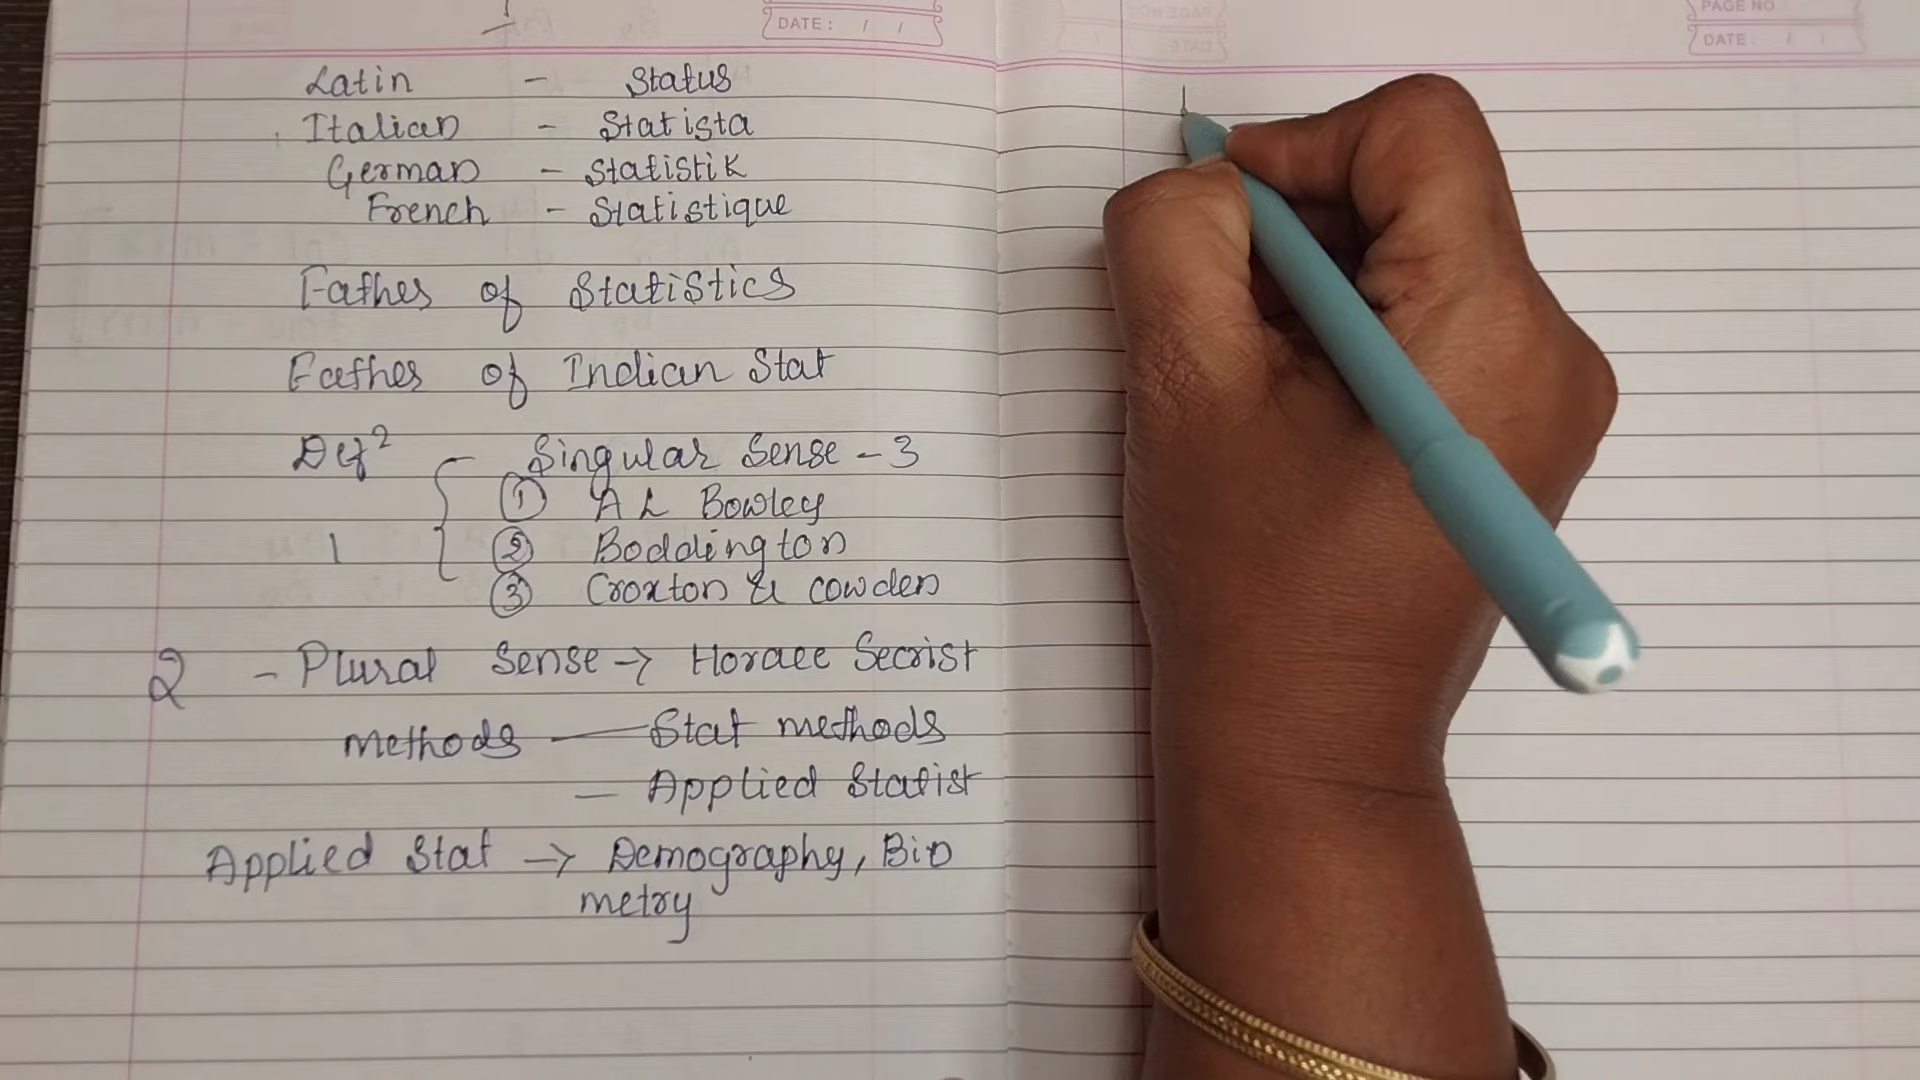 DATE: / /
PAGE NO
DATE: / /
Latin - Status
Italian - Statista
German - Statistik
French - Statistique
Father of Statistics
Father of Indian Stat
Singular Sense - 3
① A L Bowley
1 ② Boddington
③ Croxton & cowden
2 - Plural Sense → Horace Secrist
methods — Stat methods
— Applied Statist
Applied Stat → Demography, Bio
metry